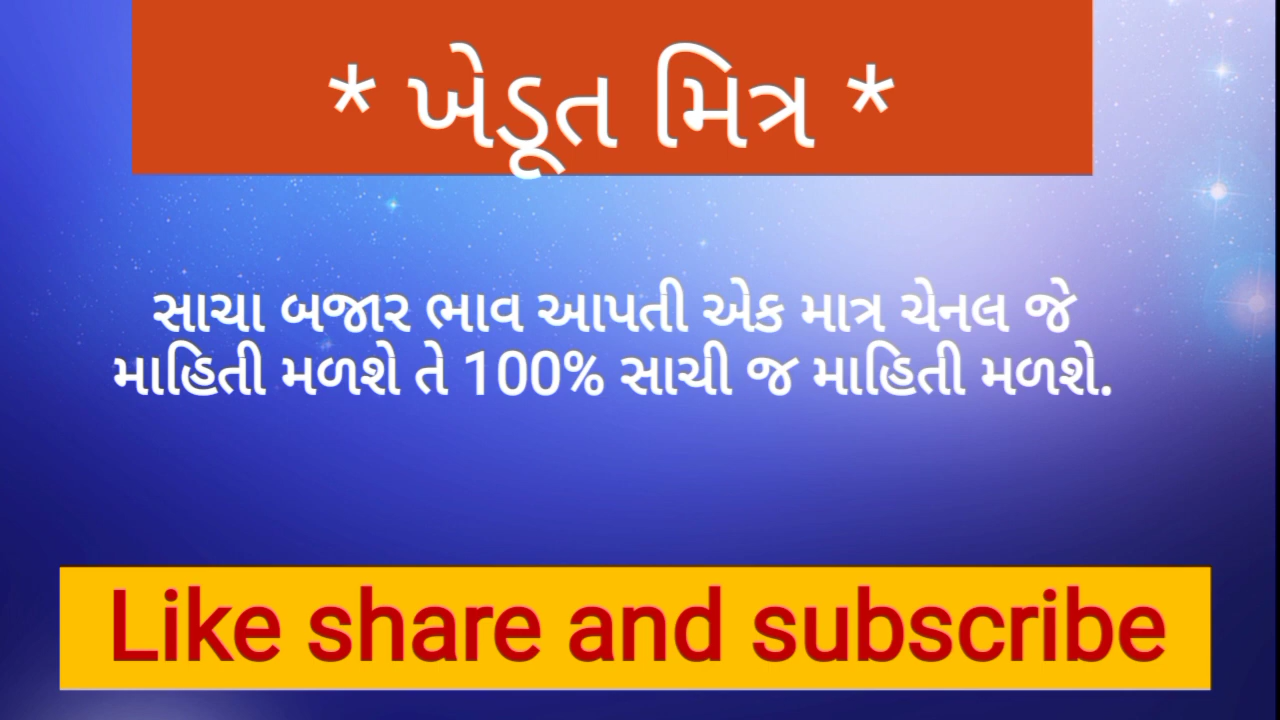 * ખેડૂત મિત્ર *
સાચા બજાર ભાવ આપતી એક માત્ર ચેનલ જે
માહિતી મળશે તે 100% સાચી જ માહિતી મળશે.
Like share and subscribe